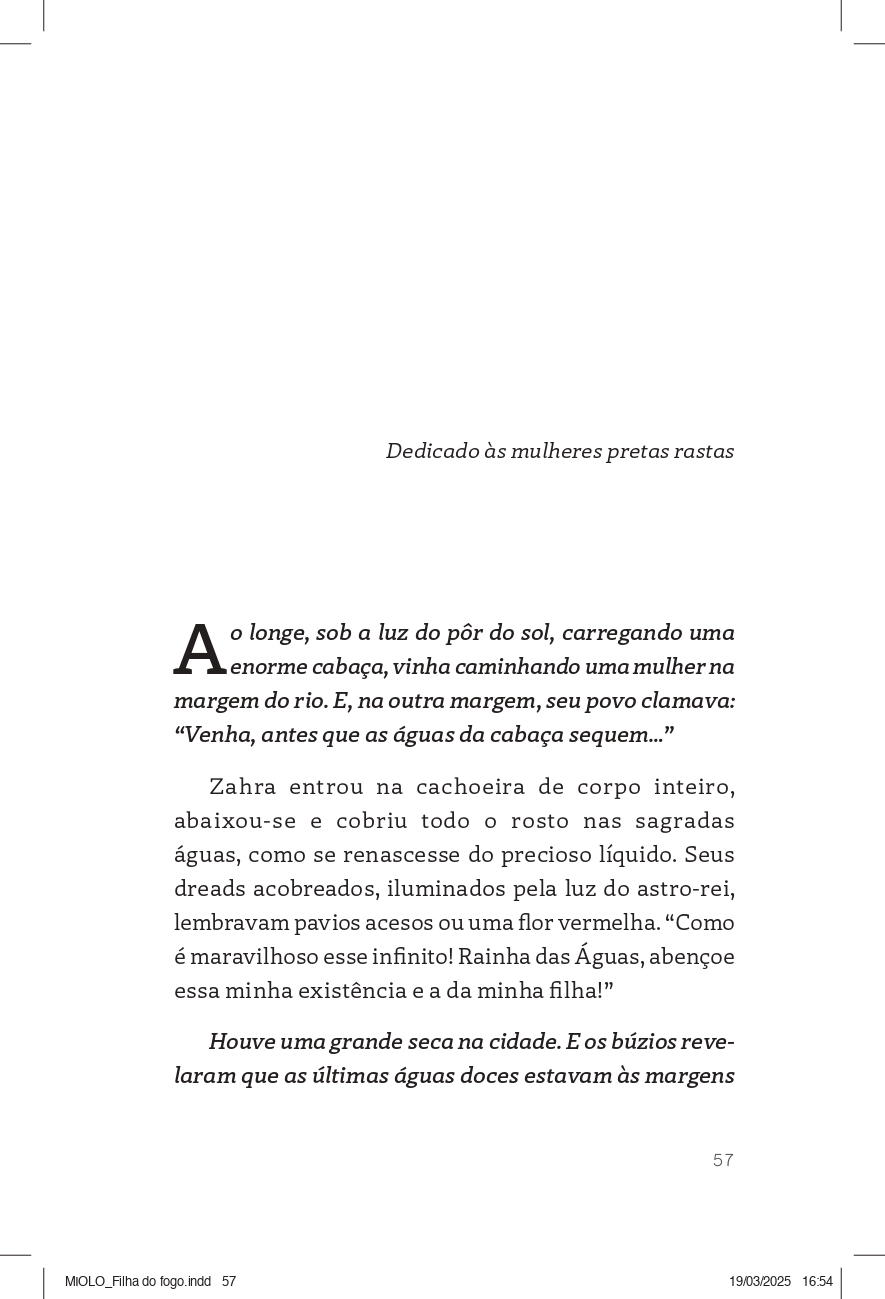 Dedicado às mulheres pretas rastas
Ao longe, sob a luz do pôr do sol, carregando uma
enorme cabaça, vinha caminhando uma mulher na
margem do rio. E, na outra margem, seu povo clamava:
“Venha, antes que as águas da cabaça sequem...”
Zahra entrou na cachoeira de corpo inteiro,
abaixou-se e cobriu todo o rosto nas sagradas
águas, como se renascesse do precioso líquido. Seus
dreads acobreados, iluminados pela luz do astro-rei,
lembravam pavios acesos ou uma flor vermelha. “Como
é maravilhoso esse infinito! Rainha das Águas, abençoe
essa minha existência e a da minha filha!”
Houve uma grande seca na cidade. E os búzios reve-
laram que as últimas águas doces estavam às margens
57
MIOLO_Filha do fogo.indd 57
19/03/2025 16:54